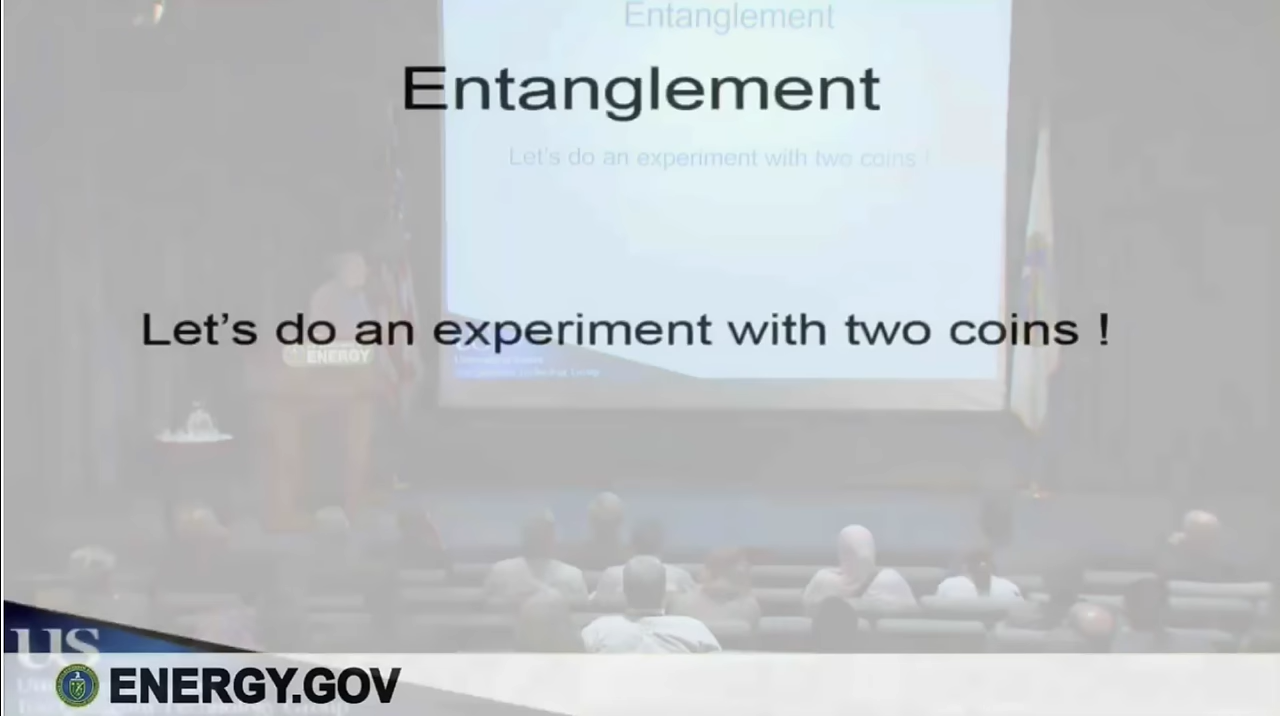 Entanglement
Entanglement
Let's do an experiment with two coins !
Let's do an experiment with two coins !
ENERGY
US
ENERGY.GOV